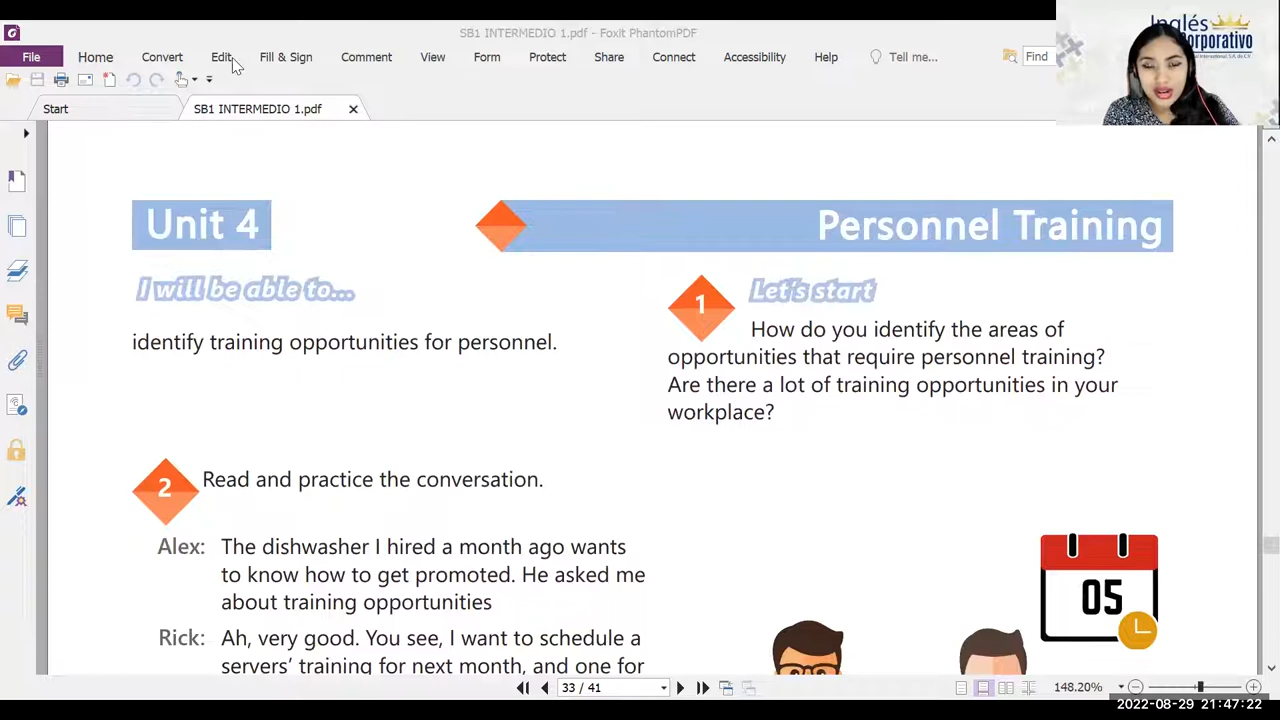 SB1 INTERMEDIO 1.pdf - Foxit PhantomPDF
Inglés
Corporativo
File Home Convert Edit Fill & Sign Comment View Form Protect Share Connect Accessibility Help Tell me... Find
Start SB1 INTERMEDIO 1.pdf
Unit 4
Personnel Training
I will be able to...
identify training opportunities for personnel.
1 Let's start
How do you identify the areas of
opportunities that require personnel training?
Are there a lot of training opportunities in your
workplace?
2 Read and practice the conversation.
Alex: The dishwasher I hired a month ago wants
to know how to get promoted. He asked me
about training opportunities
Rick: Ah, very good. You see, I want to schedule a
servers' training for next month, and one for
05
33 / 41
148.20%
2022-08-29 21:47:22